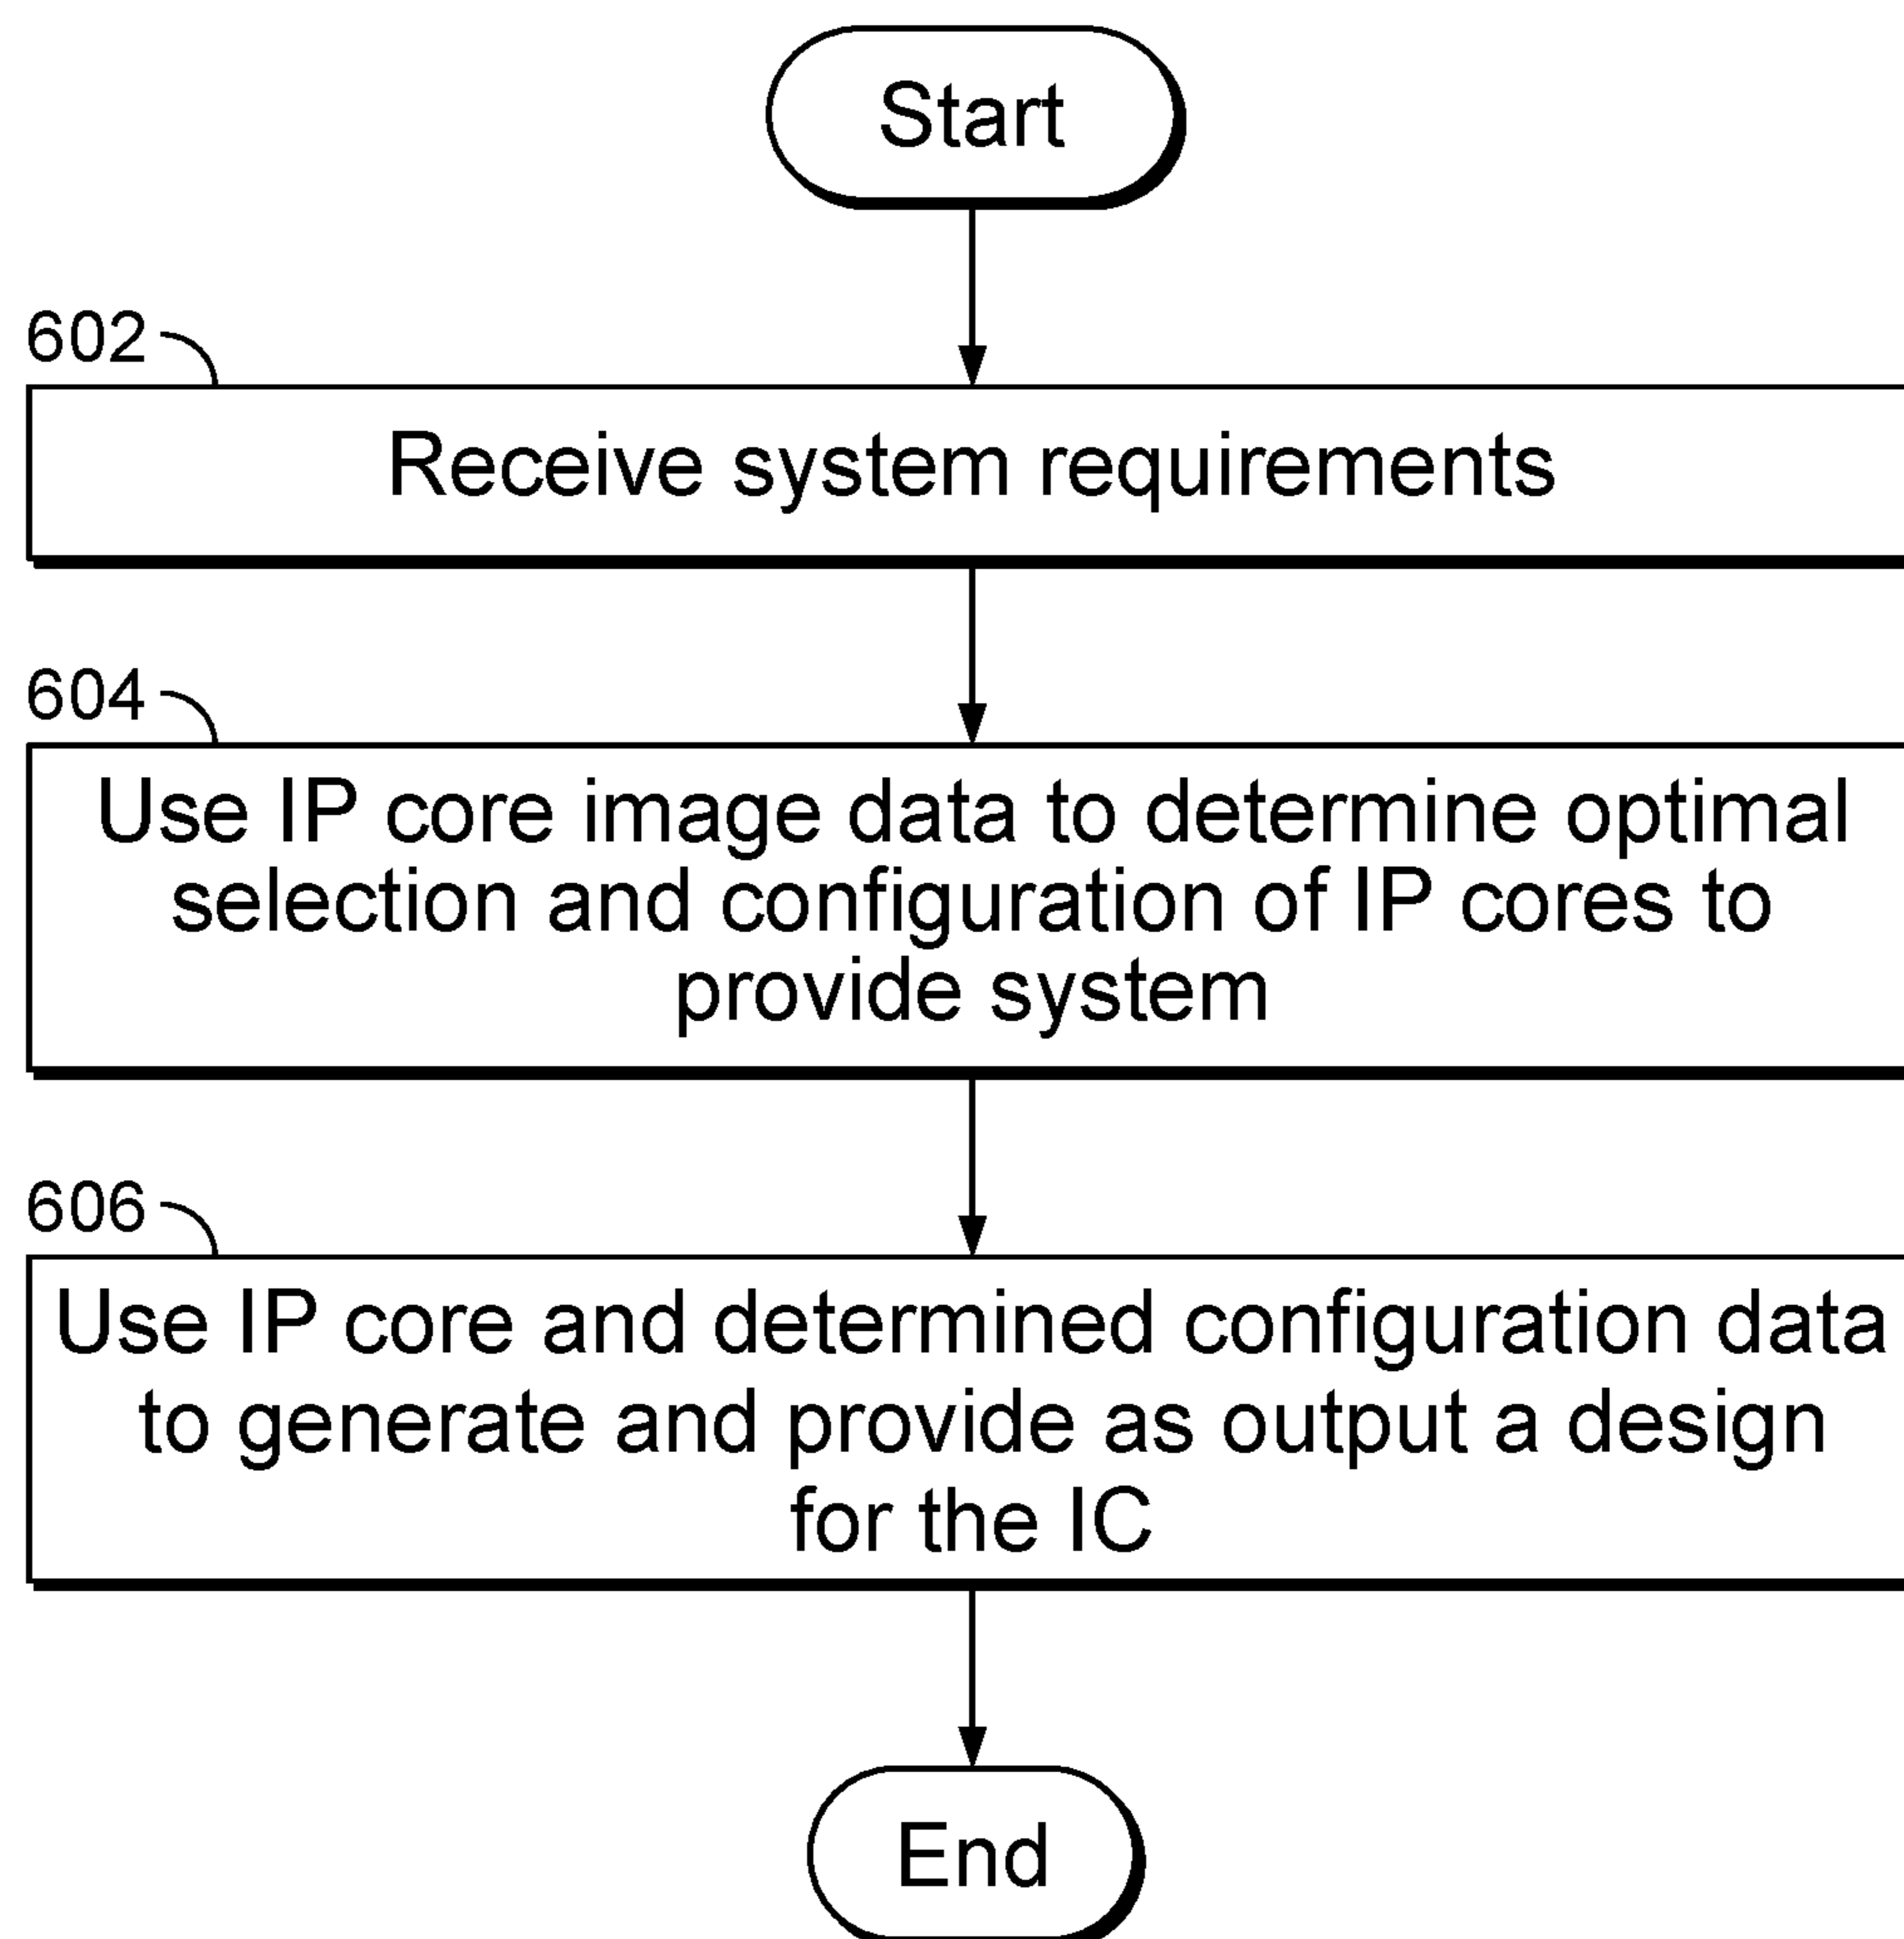 Start
602
Receive system requirements
604
Use IP core image data to determine optimal
selection and configuration of IP cores to
provide system
606
Use IP core and determined configuration data
to generate and provide as output a design
for the IC
End